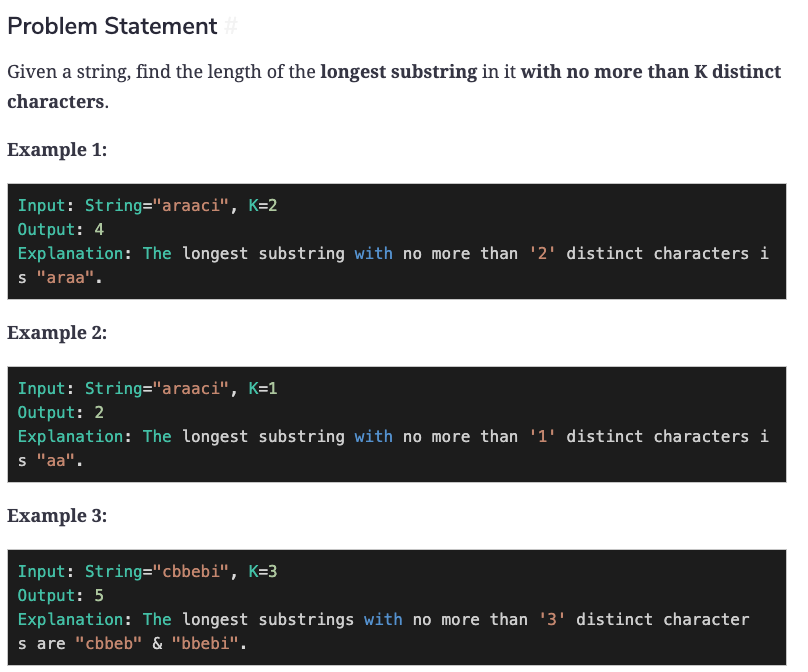 Problem Statement #
Given a string, find the length of the longest substring in it with no more than K distinct
characters.
Example 1:
Input: String="araaci", K=2
Output: 4
Explanation: The longest substring with no more than '2' distinct characters i
s "araa".
Example 2:
Input: String="araaci", K=1
Output: 2
Explanation: The longest substring with no more than '1' distinct characters i
s "aa".
Example 3:
Input: String="cbbebi", K=3
Output: 5
Explanation: The longest substrings with no more than '3' distinct character
s are "cbbeb" & "bbebi".